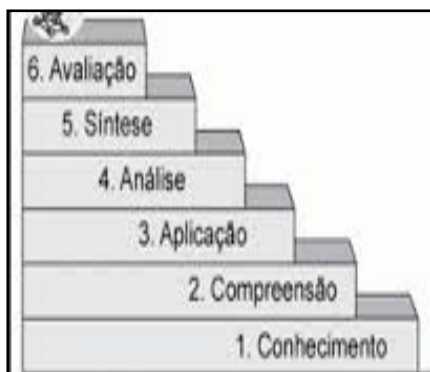 6. Avaliação
5. Síntese
4. Análise
3. Aplicação
2. Compreensão
1. Conhecimento